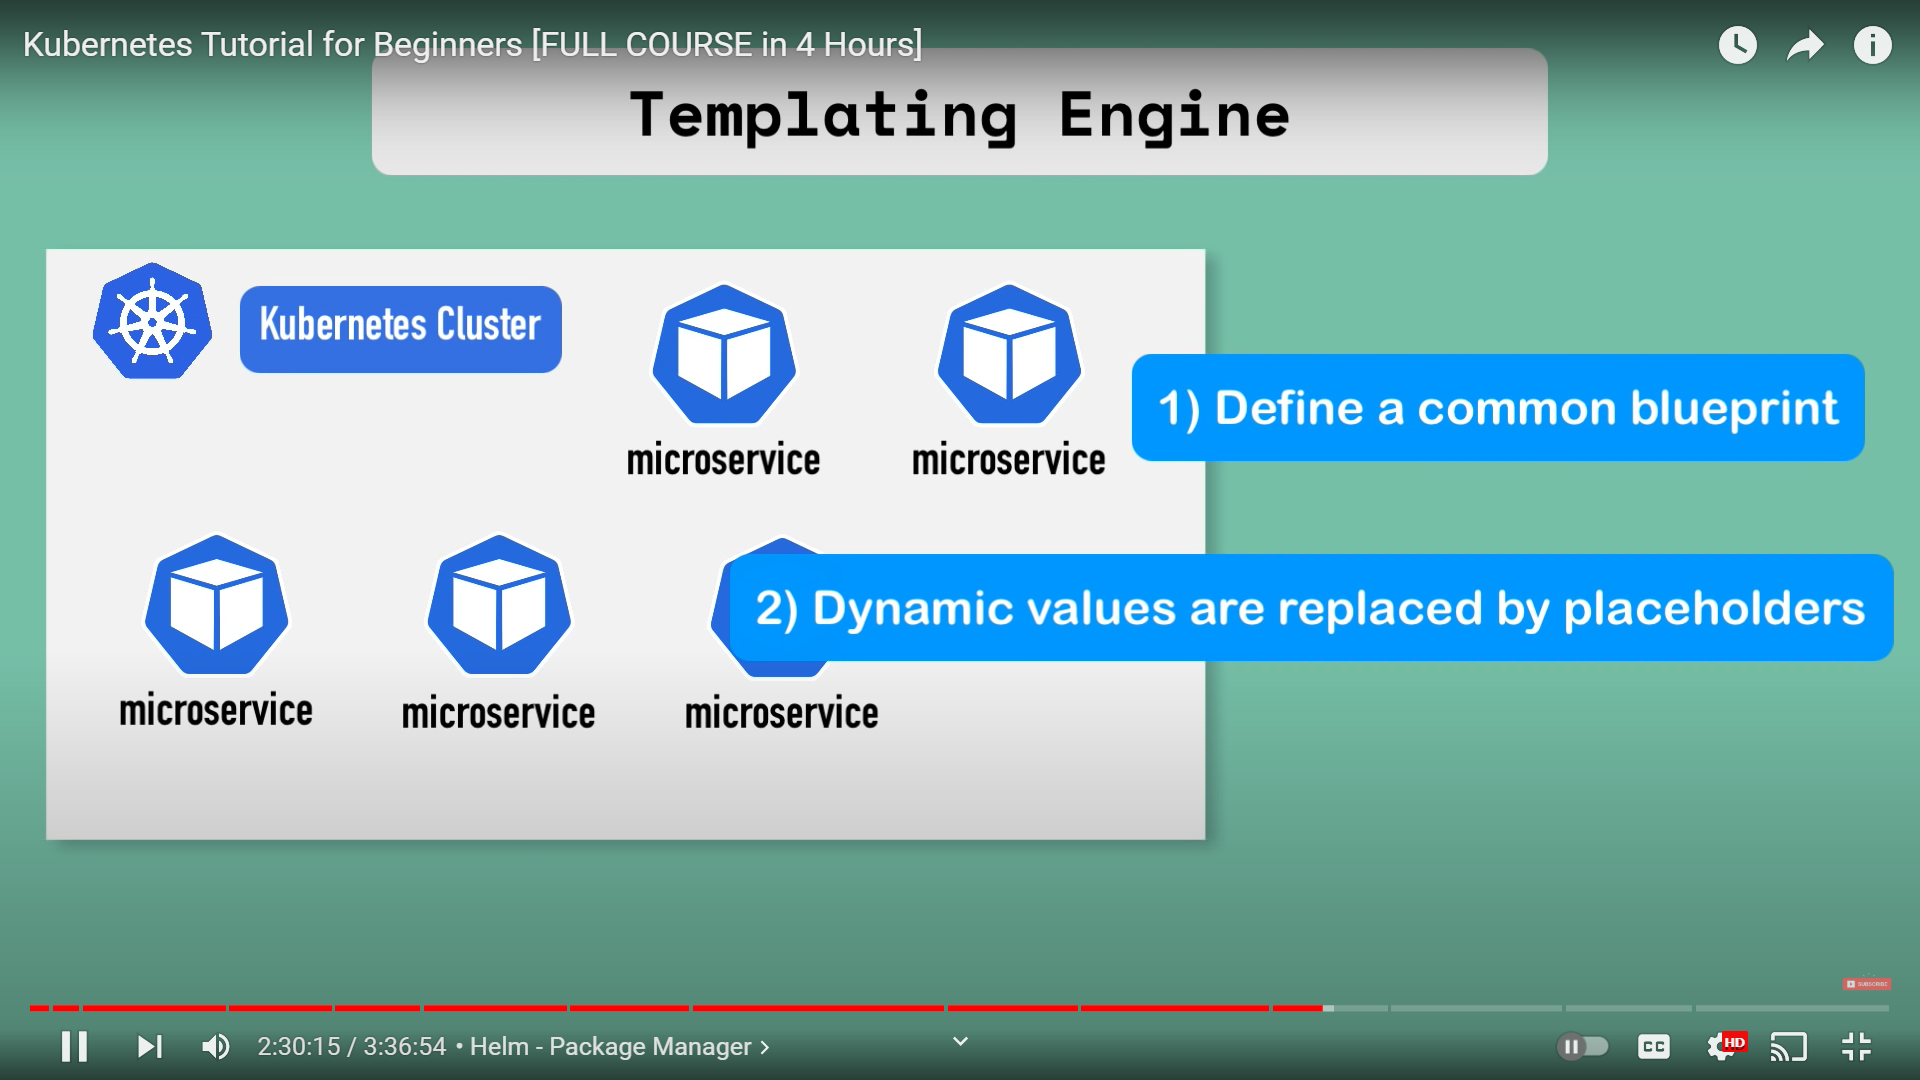 Kubernetes Tutorial for Beginners [FULL COURSE in 4 Hours]
Templating Engine
Kubernetes Cluster
microservice
microservice
1) Define a common blueprint
2) Dynamic values are replaced by placeholders
microservice
microservice
microservice
SUBSCRIBE
2:30:15 / 3:36:54 • Helm - Package Manager
CC
HD